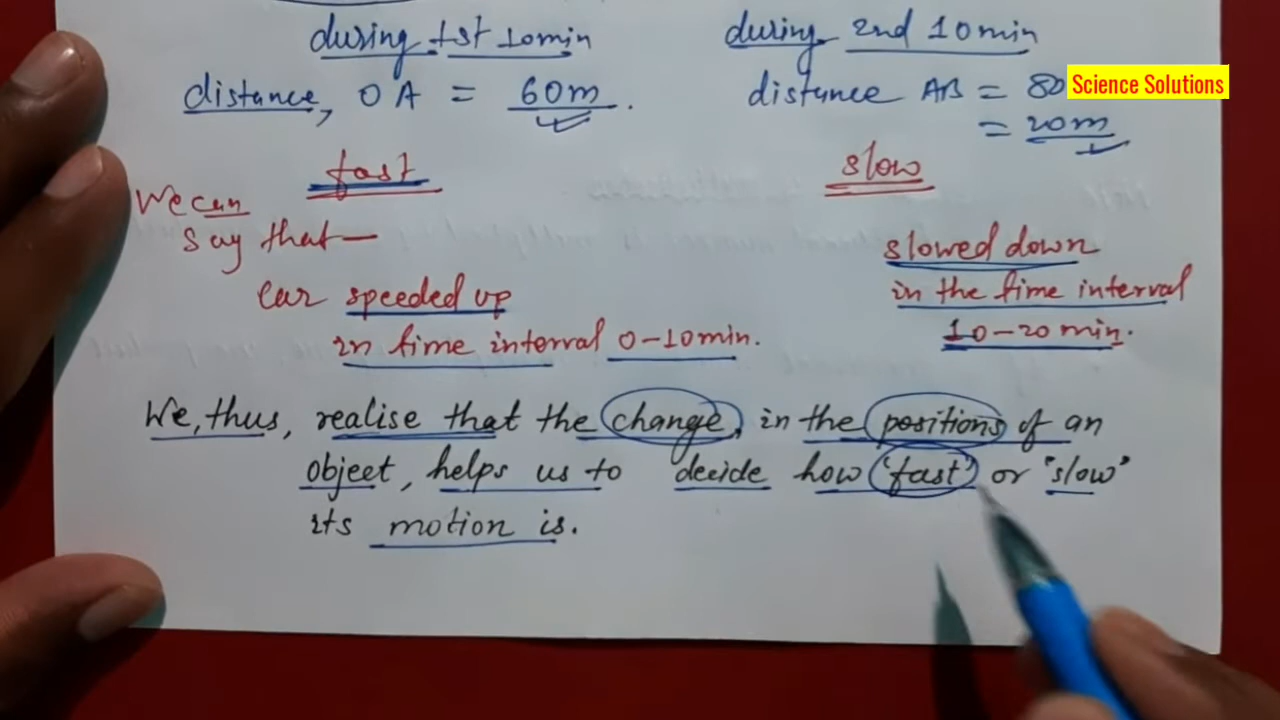 during 1st 10min
distance, OA = 60m.
during 2nd 10min
distance AB = 80
= 20m
Science Solutions
fast
slow
We can
say that—
car speeded up
in time interval 0-10min.
slowed down
in the time interval
10-20 min.
We, thus, realise that the change, in the positions of an
object, helps us to decide how 'fast' or "slow"
its motion is.